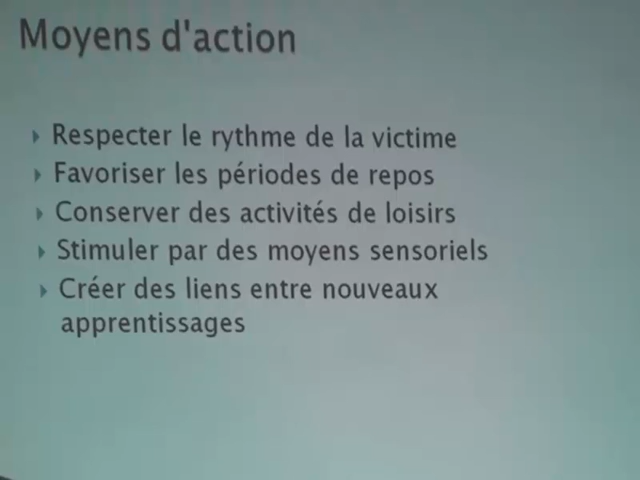 Moyens d'action
Respecter le rythme de la victime
Favoriser les périodes de repos
Conserver des activités de loisirs
Stimuler par des moyens sensoriels
Créer des liens entre nouveaux
apprentissages